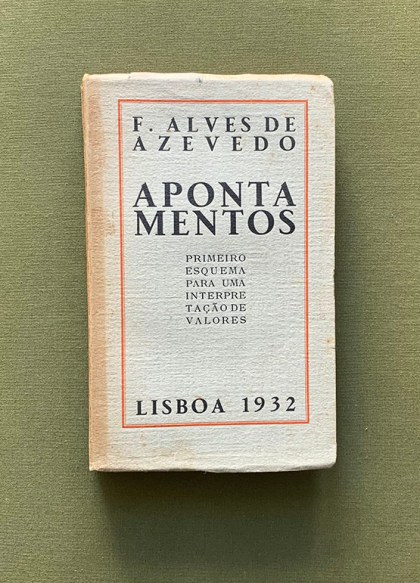 F. ALVES DE
AZEVEDO
APONTA
MENTOS
PRIMEIRO
ESQUEMA
PARA UMA
INTERPRE
TAÇÃO DE
VALORES
LISBOA 1932